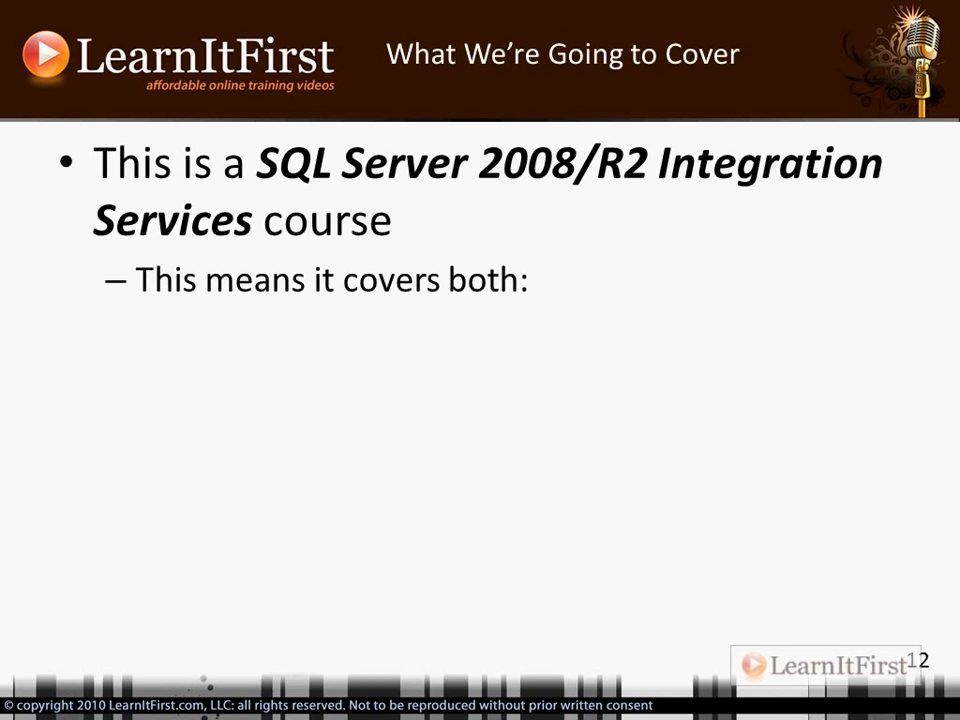 LearnItFirst
affordable online training videos
What We're Going to Cover
• This is a SQL Server 2008/R2 Integration
Services course
– This means it covers both:
LearnItFirst
12
© copyright 2010 LearnItFirst.com, LLC: all rights reserved. Not to be reproduced without prior written consent